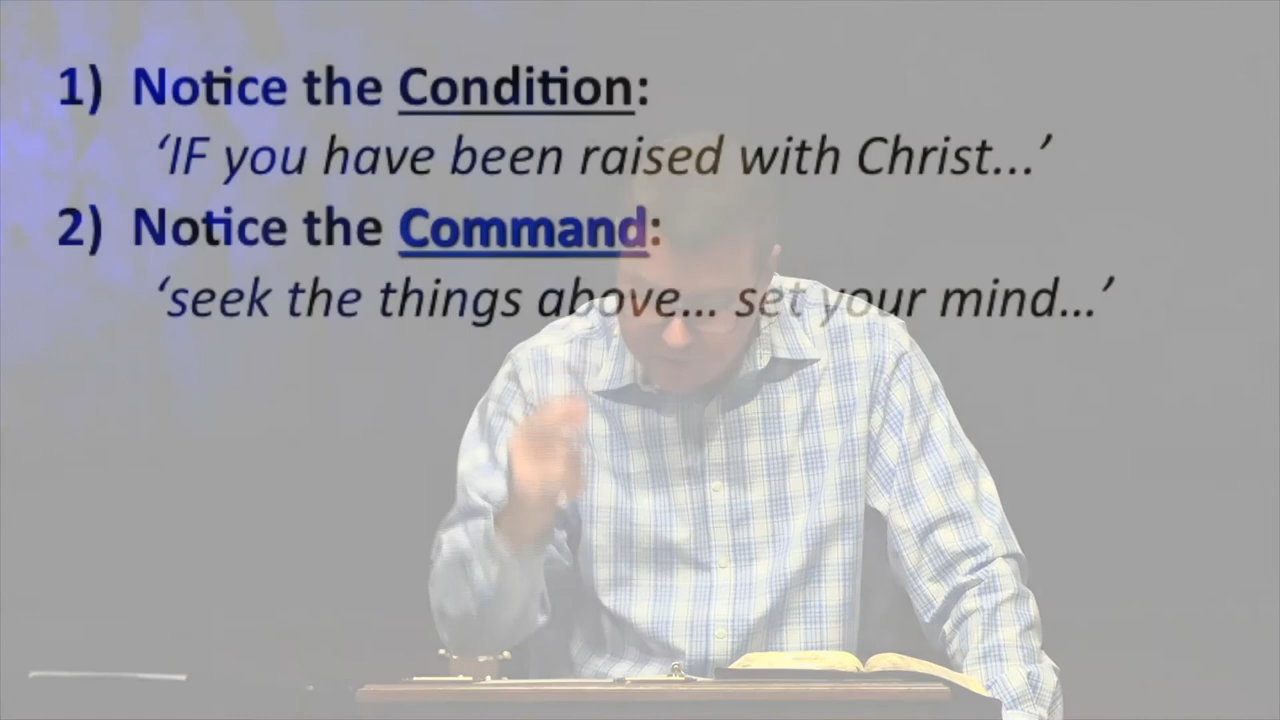 1) Notice the Condition:
‘IF you have been raised with Christ...’
2) Notice the Command:
‘seek the things above... set your mind...’